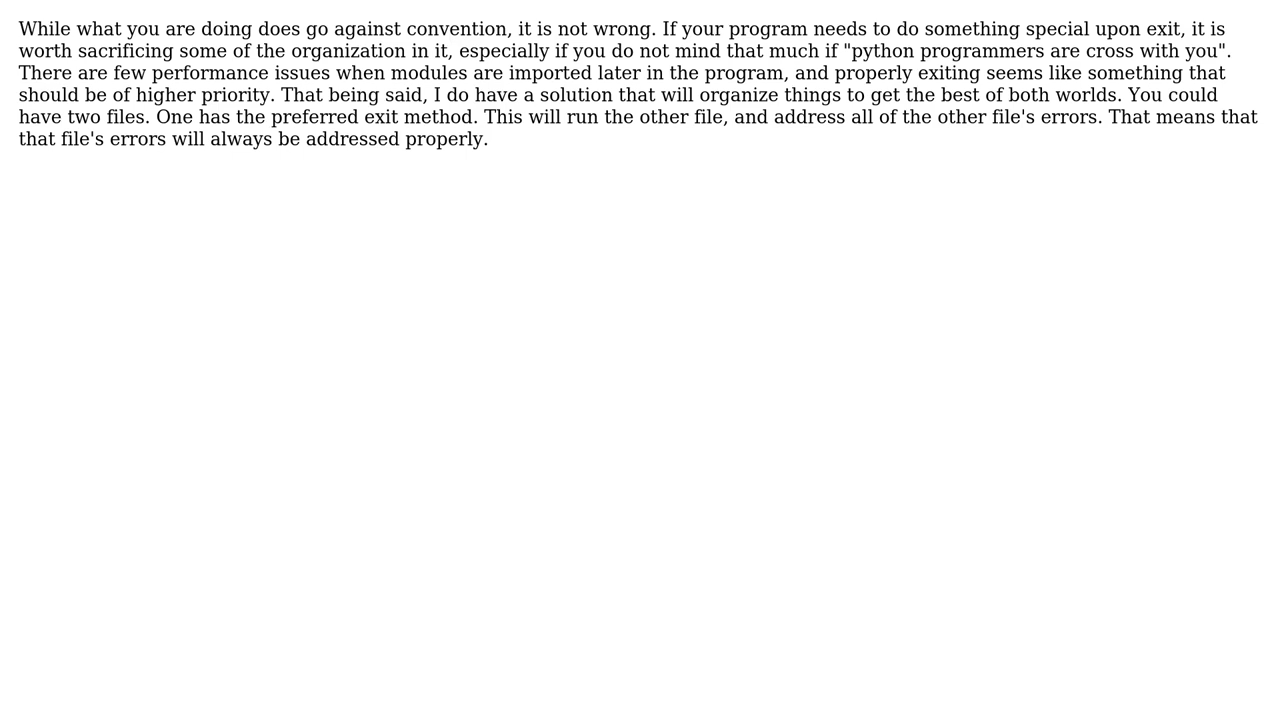 While what you are doing does go against convention, it is not wrong. If your program needs to do something special upon exit, it is
worth sacrificing some of the organization in it, especially if you do not mind that much if "python programmers are cross with you".
There are few performance issues when modules are imported later in the program, and properly exiting seems like something that
should be of higher priority. That being said, I do have a solution that will organize things to get the best of both worlds. You could
have two files. One has the preferred exit method. This will run the other file, and address all of the other file's errors. That means that
that file's errors will always be addressed properly.